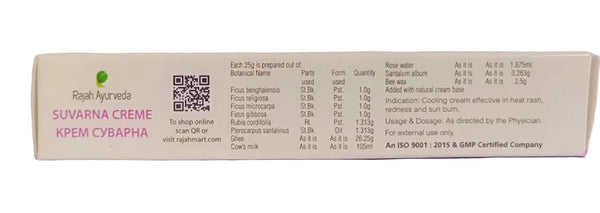 Rajah Ayurveda
SUVARNA CREME
КРЕМ СУВАРНА
To shop online
scan QR or
visit rajahmart.com
Each 25g is prepared out of:
Botanical Name Parts used Form used Quantity
Ficus benghalensis St.Bk. Pst. 1.0g
Ficus religiosa St.Bk. Pst. 1.0g
Ficus microcarpa St.Bk. Pst. 1.0g
Ficus gibbosa St.Bk. Pst. 1.0g
Rubia cordifolia Rt. Pst. 1.313g
Pterocarpus santalinus St.Bk. Oil 1.313g
Ghee As it is As it is 26.25g
Cow's milk As it is As it is 105ml
Rose water As it is As it is 1.875ml
Santalum album As it is As it is 0.263g
Bee wax As it is As it is 2.5g
Added with natural cream base
Indication: Cooling cream effective in heat rash,
redness and sun burn.
Usage & Dosage: As directed by the Physician.
For external use only.
An ISO 9001 : 2015 & GMP Certified Company